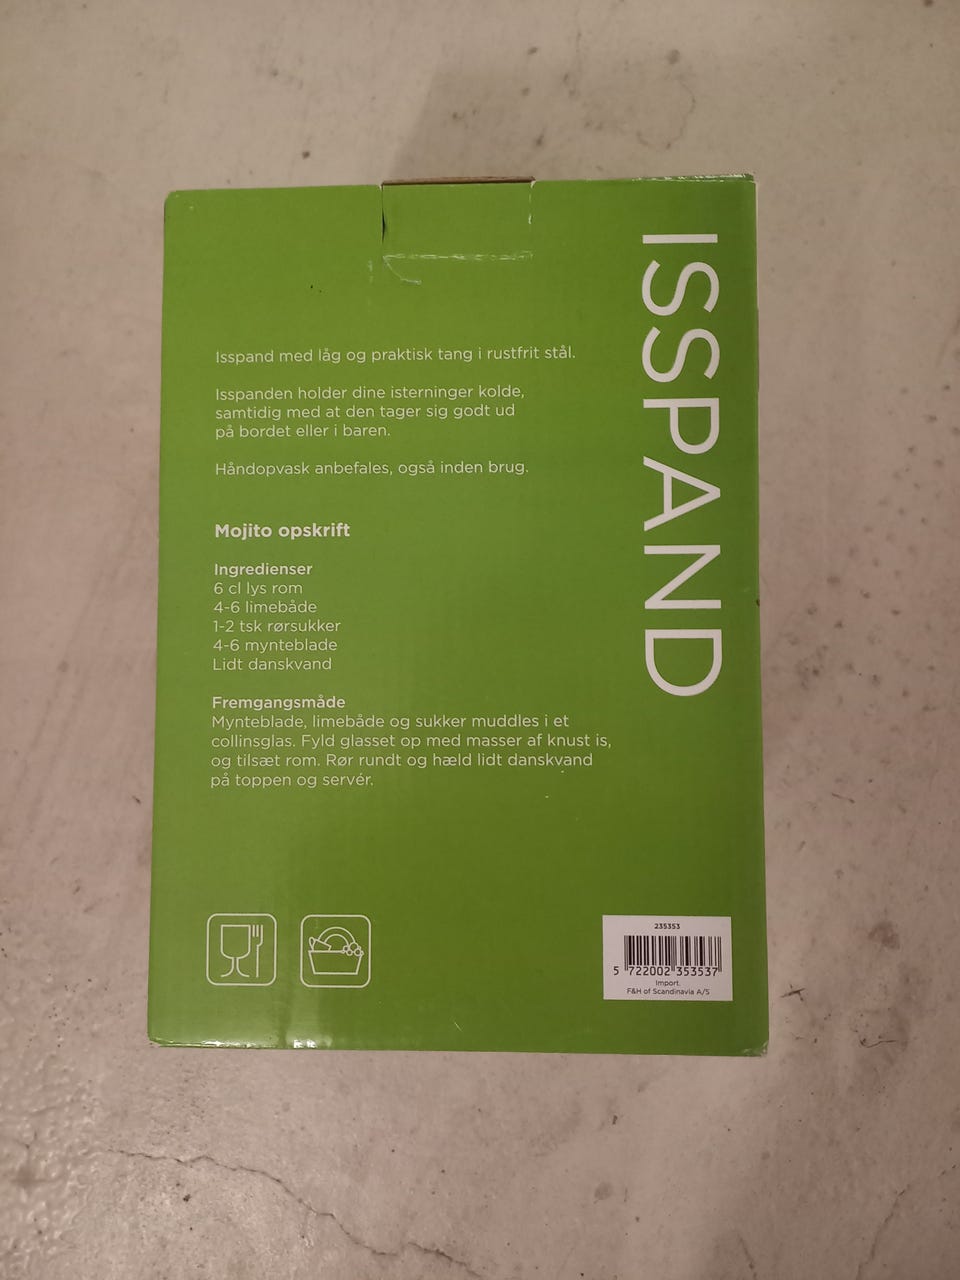 ISSPAND
Isspand med låg og praktisk tang i rustfrit stål.
Isspanden holder dine isterninger kolde,
samtidig med at den tager sig godt ud
på bordet eller i baren.
Håndopvask anbefales, også inden brug.
Mojito opskrift
Ingredienser
6 cl lys rom
4-6 limebåde
1-2 tsk rørsukker
4-6 mynteblade
Lidt danskvand
Fremgangsmåde
Mynteblade, limebåde og sukker muddles i et
collinsglas. Fyld glasset op med masser af knust is,
og tilsæt rom. Rør rundt og hæld lidt danskvand
på toppen og servér.
235353
5 722002 353537
Import.
F&H of Scandinavia A/S